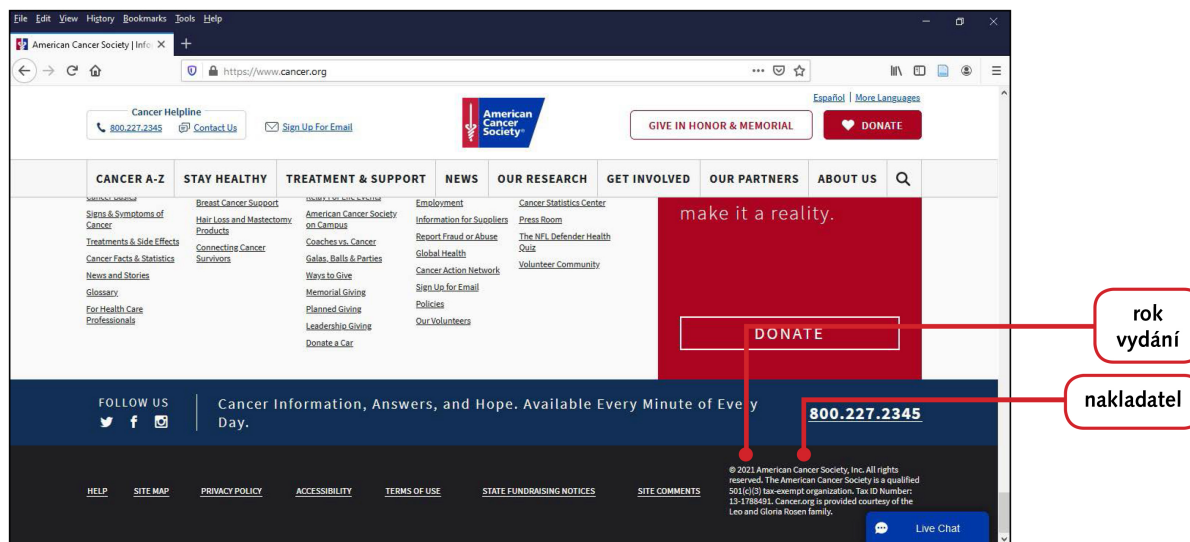 File Edit View History Bookmarks Tools Help
American Cancer Society | Info
https://www.cancer.org
Español | More Languages
Cancer Helpline
800.227.2345 Contact Us Sign Up For Email
American
Cancer
Society®
GIVE IN HONOR & MEMORIAL
DONATE
CANCER A-Z STAY HEALTHY TREATMENT & SUPPORT NEWS OUR RESEARCH GET INVOLVED OUR PARTNERS ABOUT US
Cancer Basics
Signs & Symptoms of
Cancer
Treatments & Side Effects
Cancer Facts & Statistics
News and Stories
Glossary
For Health Care
Professionals
Breast Cancer Support
Hair Loss and Mastectomy
Products
Connecting Cancer
Survivors
Relay For Life Events
American Cancer Society
on Campus
Coaches vs. Cancer
Galas, Balls & Parties
Ways to Give
Memorial Giving
Planned Giving
Leadership Giving
Donate a Car
Employment
Information for Suppliers
Report Fraud or Abuse
Global Health
Cancer Action Network
Sign Up for Email
Policies
Our Volunteers
Cancer Statistics Center
Press Room
The NFL Defender Health
Quiz
Volunteer Community
make it a reality.
DONATE
rok
vydání
nakladatel
FOLLOW US
Cancer Information, Answers, and Hope. Available Every Minute of Every
Day.
800.227.2345
HELP SITE MAP PRIVACY POLICY ACCESSIBILITY TERMS OF USE STATE FUNDRAISING NOTICES SITE COMMENTS
© 2021 American Cancer Society, Inc. All rights
reserved. The American Cancer Society is a qualified
501(c)(3) tax-exempt organization. Tax ID Number:
13-1788491. Cancer.org is provided courtesy of the
Leo and Gloria Rosen family.
Live Chat